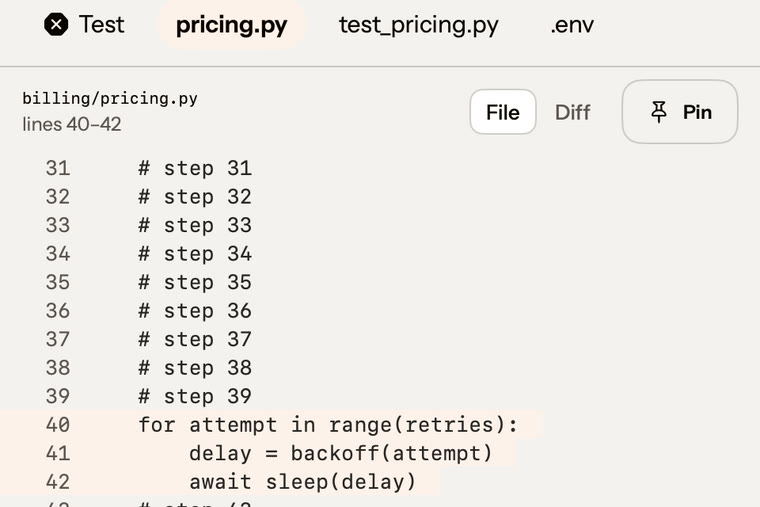 Test pricing.py test_pricing.py .env
billing/pricing.py
lines 40–42
File Diff Pin
31 # step 31
32 # step 32
33 # step 33
34 # step 34
35 # step 35
36 # step 36
37 # step 37
38 # step 38
39 # step 39
40 for attempt in range(retries):
41 delay = backoff(attempt)
42 await sleep(delay)